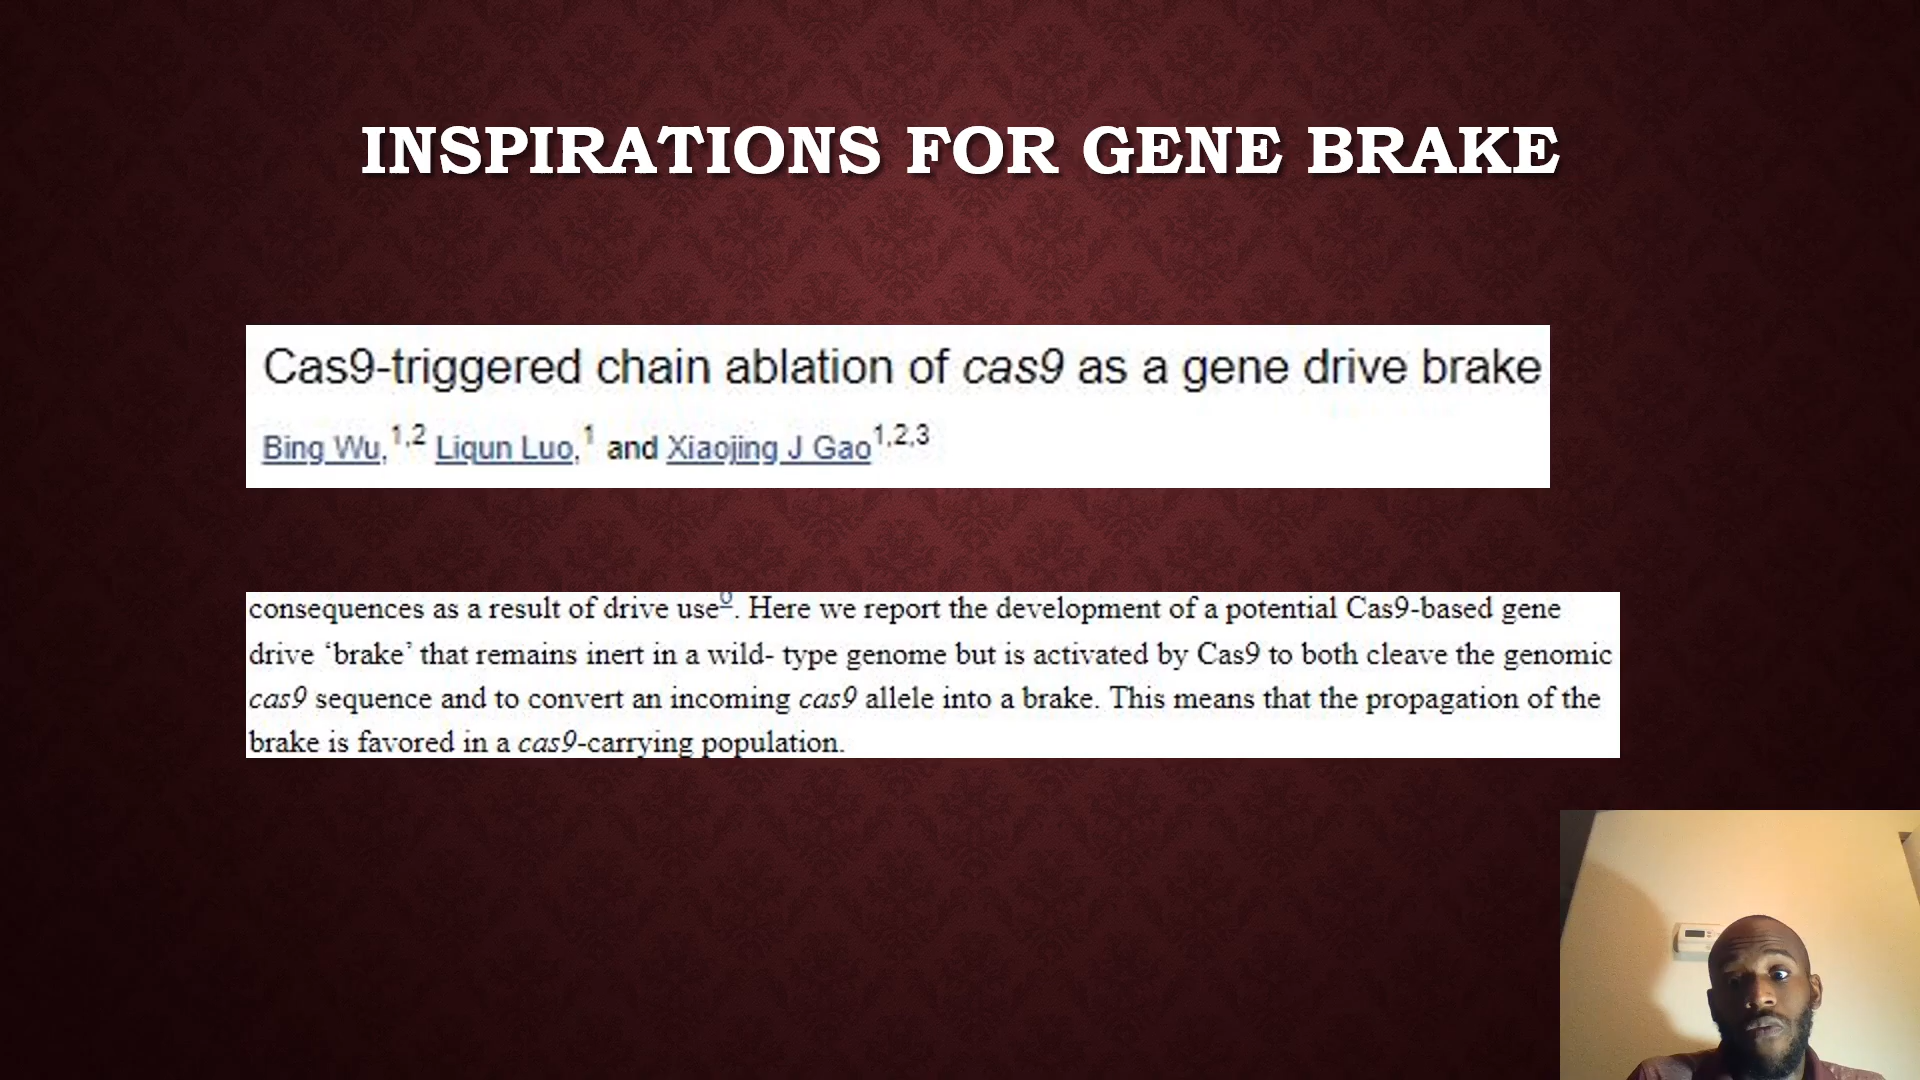 INSPIRATIONS FOR GENE BRAKE
Cas9-triggered chain ablation of cas9 as a gene drive brake
Bing Wu,1,2 Liqun Luo,1 and Xiaojing J Gao1,2,3
consequences as a result of drive use. Here we report the development of a potential Cas9-based gene
drive ‘brake’ that remains inert in a wild- type genome but is activated by Cas9 to both cleave the genomic
cas9 sequence and to convert an incoming cas9 allele into a brake. This means that the propagation of the
brake is favored in a cas9-carrying population.